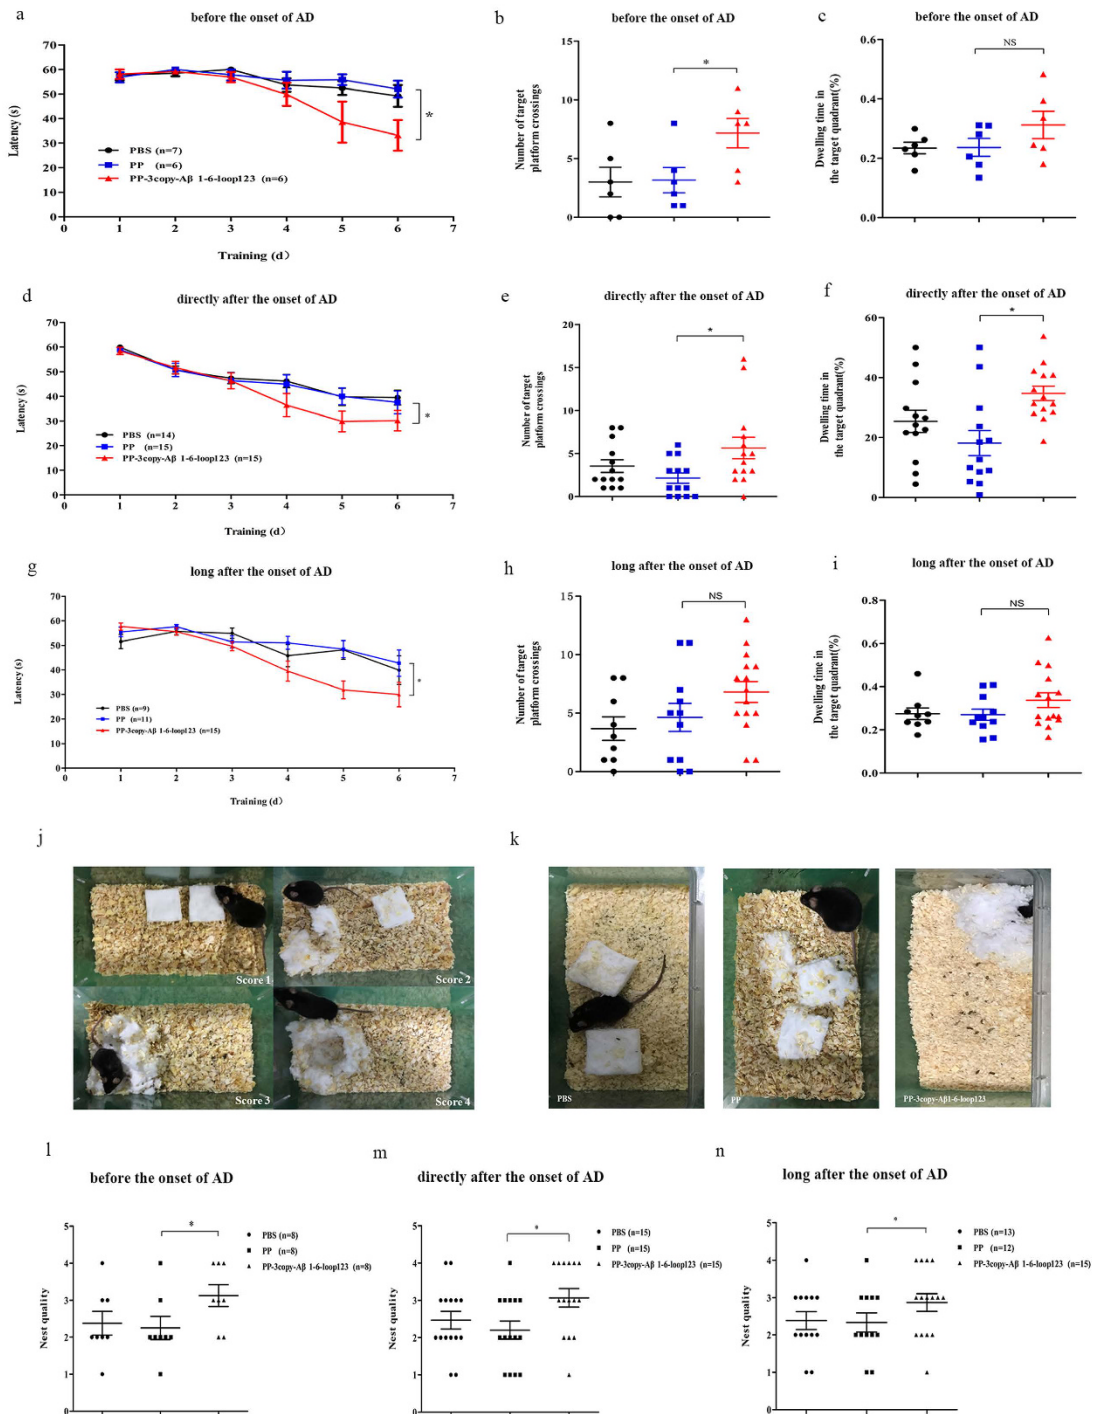 a
before the onset of AD
70
60
50
40
30
20
10
0
Latency (s)
PBS (n=7)
PP (n=6)
PP-3copy-Aβ 1-6-loop123 (n=6)
*
0 1 2 3 4 5 6 7
Training (d)
b
before the onset of AD
15
10
5
0
Number of target
platform crossings
*
c
before the onset of AD
0.6
0.4
0.2
0.0
Dwelling time in
the target quadrant(%)
NS
d
directly after the onset of AD
70
60
50
40
30
20
10
0
Latency (s)
PBS (n=14)
PP (n=15)
PP-3copy-Aβ 1-6-loop123 (n=15)
*
0 1 2 3 4 5 6 7
Training (d)
e
directly after the onset of AD
20
15
10
5
0
Number of target
platform crossings
*
f
directly after the onset of AD
60
40
20
0
Dwelling time in
the target quadrant(%)
*
g
long after the onset of AD
70
60
50
40
30
20
10
0
Latency (s)
PBS (n=9)
PP (n=11)
PP-3copy-Aβ 1-6-loop123 (n=15)
*
0 1 2 3 4 5 6 7
Training (d)
h
long after the onset of AD
15
10
5
0
Number of target
platform crossings
NS
i
long after the onset of AD
0.8
0.6
0.4
0.2
0.0
Dwelling time in
the target quadrant(%)
NS
j
Score 1
Score 2
Score 3
Score 4
k
PBS
PP
PP-3copy-Aβ1-6-loop123
l
before the onset of AD
5
4
3
2
1
0
Nest quality
*
PBS (n=8)
PP (n=8)
PP-3copy-Aβ 1-6-loop123 (n=8)
m
directly after the onset of AD
5
4
3
2
1
0
Nest quality
*
PBS (n=15)
PP (n=15)
PP-3copy-Aβ 1-6-loop123 (n=15)
n
long after the onset of AD
5
4
3
2
1
0
Nest quality
*
PBS (n=13)
PP (n=12)
PP-3copy-Aβ 1-6-loop123 (n=15)